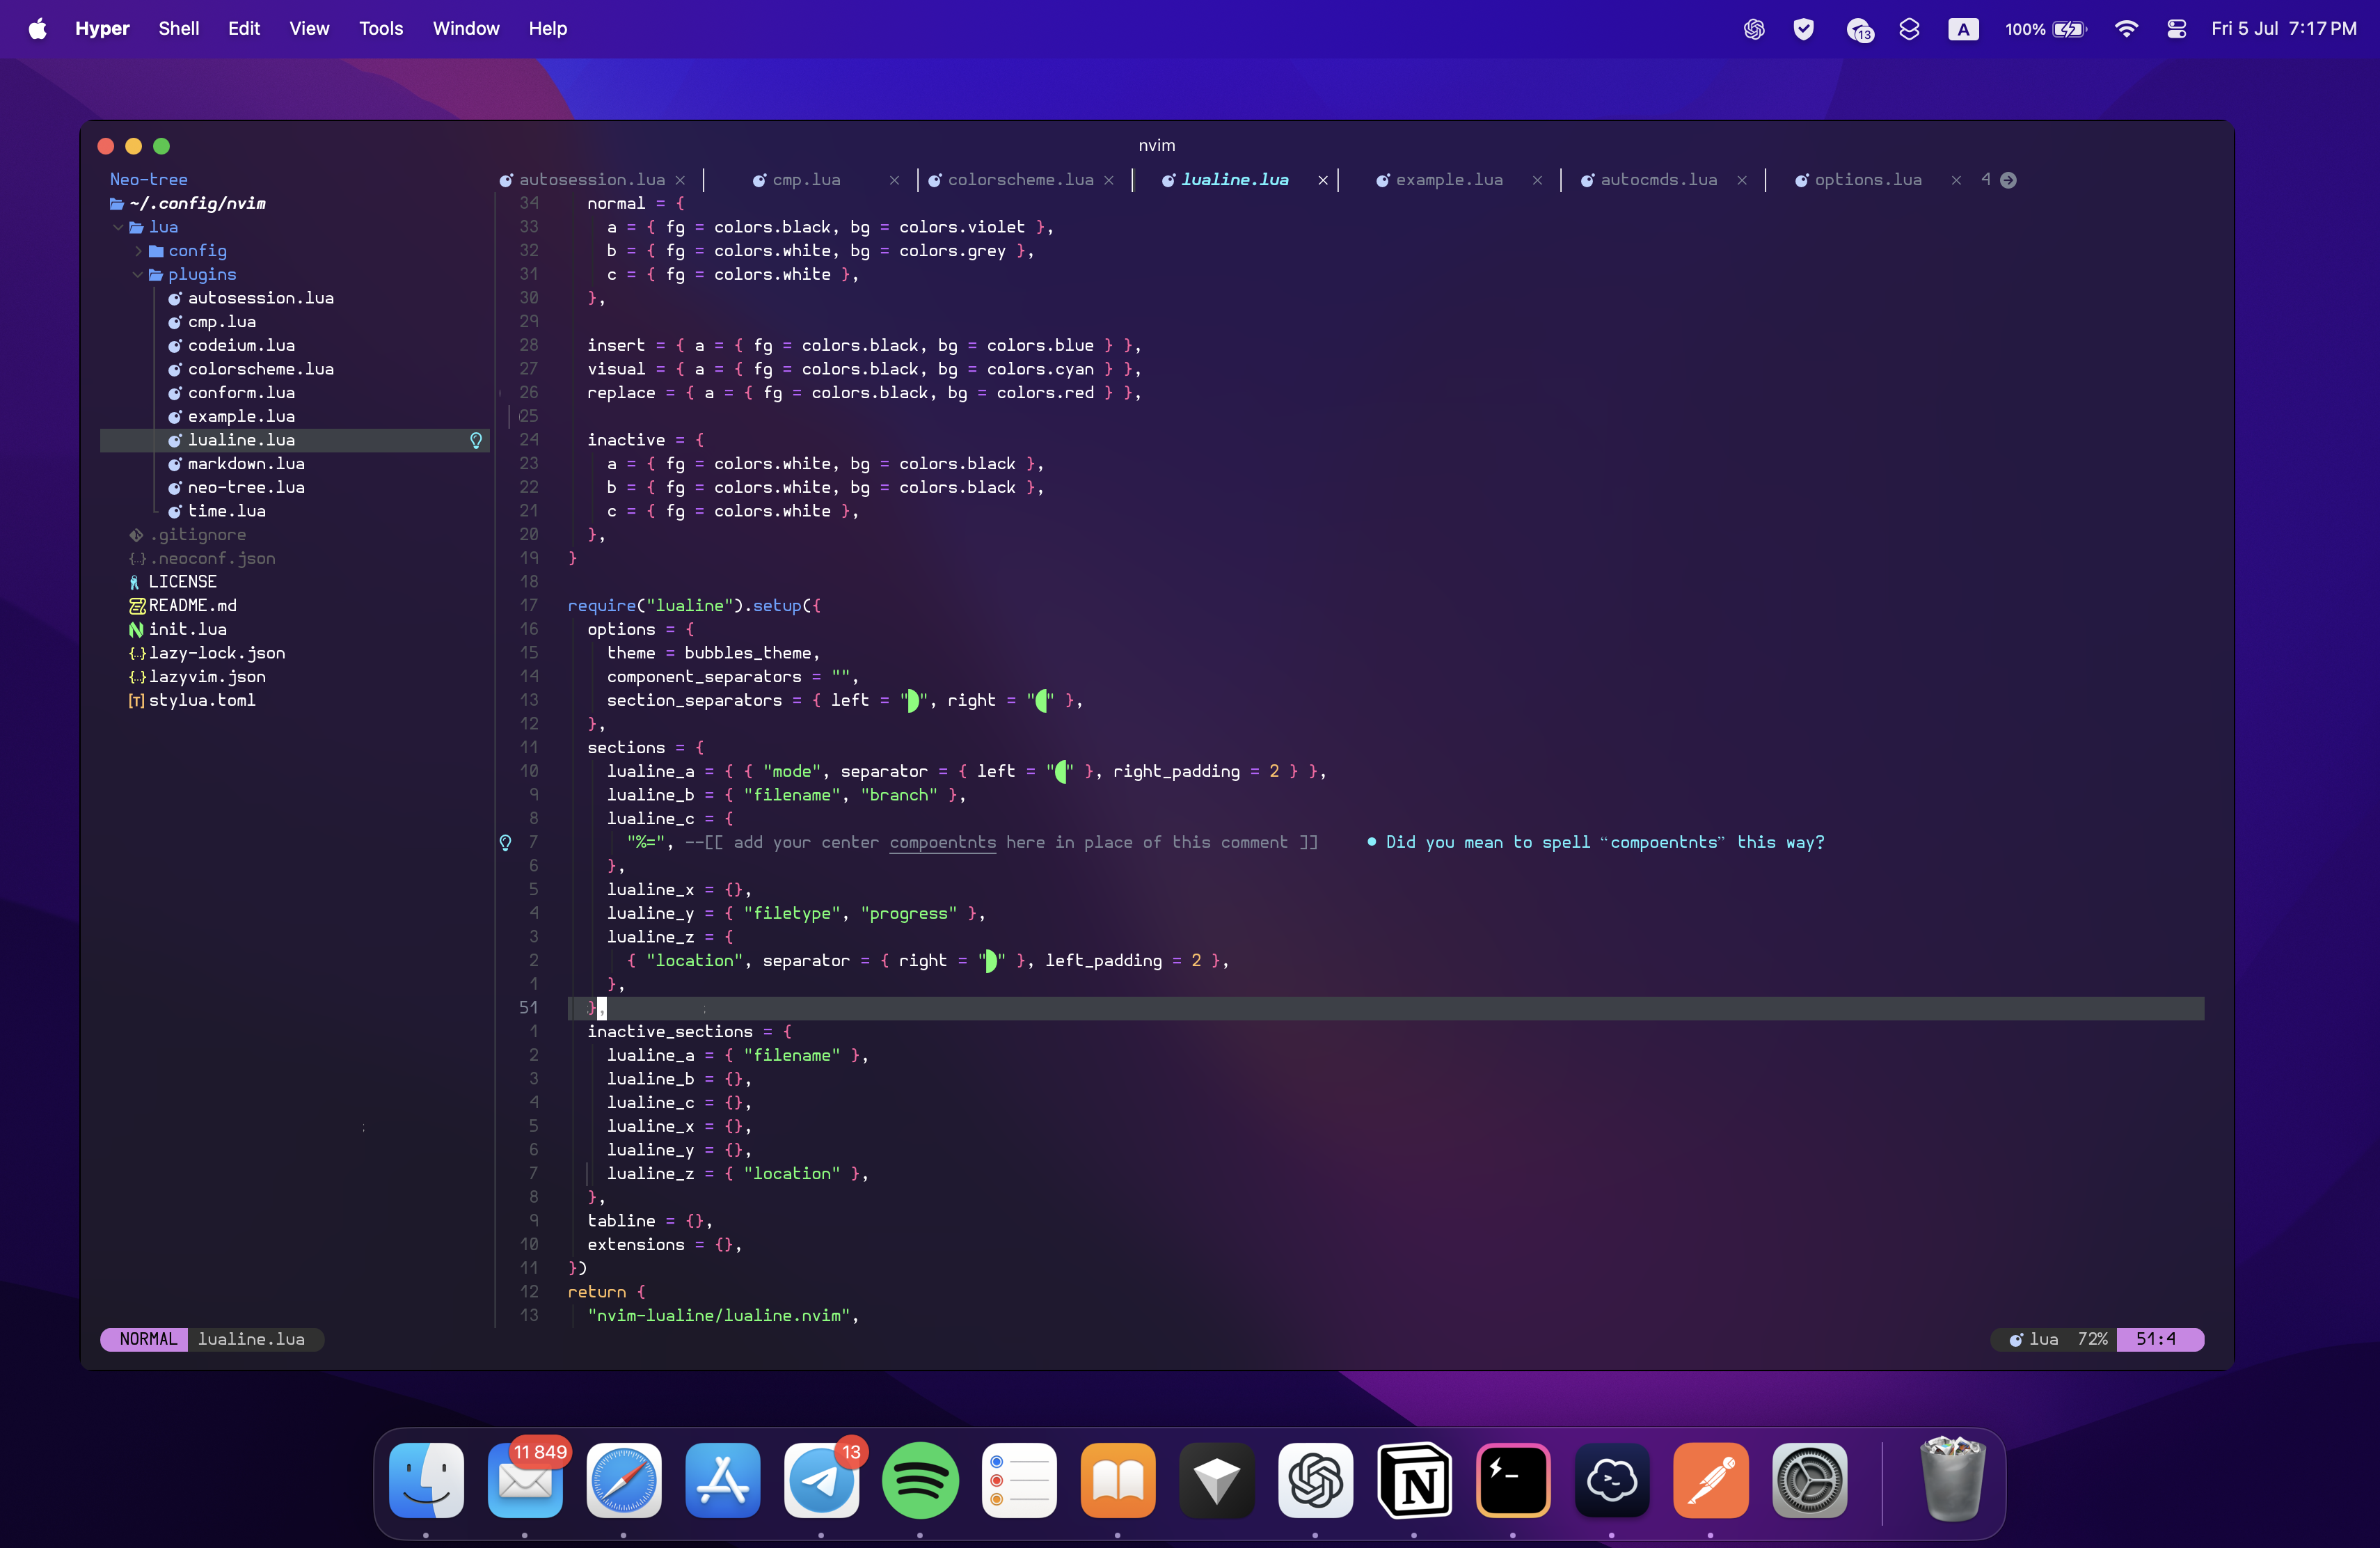 Hyper Shell Edit View Tools Window Help 13 A 100% Fri 5 Jul 7:17 PM
nvim
Neo-tree
~/.config/nvim
lua
config
plugins
autosession.lua
cmp.lua
codeium.lua
colorscheme.lua
conform.lua
example.lua
lualine.lua
markdown.lua
neo-tree.lua
time.lua
.gitignore
{..} .neoconf.json
LICENSE
README.md
init.lua
{..} lazy-lock.json
{..} lazyvim.json
[T] stylua.toml
autosession.lua × cmp.lua × colorscheme.lua × lualine.lua × example.lua × autocmds.lua × options.lua × 4
34 normal = {
33 a = { fg = colors.black, bg = colors.violet },
32 b = { fg = colors.white, bg = colors.grey },
31 c = { fg = colors.white },
30 },
29
28 insert = { a = { fg = colors.black, bg = colors.blue } },
27 visual = { a = { fg = colors.black, bg = colors.cyan } },
26 replace = { a = { fg = colors.black, bg = colors.red } },
25
24 inactive = {
23 a = { fg = colors.white, bg = colors.black },
22 b = { fg = colors.white, bg = colors.black },
21 c = { fg = colors.white },
20 },
19 }
18
17 require("lualine").setup({
16 options = {
15 theme = bubbles_theme,
14 component_separators = "",
13 section_separators = { left = "", right = "" },
12 },
11 sections = {
10 lualine_a = { { "mode", separator = { left = "" }, right_padding = 2 } },
9 lualine_b = { "filename", "branch" },
8 lualine_c = {
7 "%=", --[[ add your center compoentnts here in place of this comment ]] ● Did you mean to spell “compoentnts” this way?
6 },
5 lualine_x = {},
4 lualine_y = { "filetype", "progress" },
3 lualine_z = {
2 { "location", separator = { right = "" }, left_padding = 2 },
1 },
51 },
1 inactive_sections = {
2 lualine_a = { "filename" },
3 lualine_b = {},
4 lualine_c = {},
5 lualine_x = {},
6 lualine_y = {},
7 lualine_z = { "location" },
8 },
9 tabline = {},
10 extensions = {},
11 })
12 return {
13 "nvim-lualine/lualine.nvim",
NORMAL lualine.lua lua 72% 51:4
11 849 13